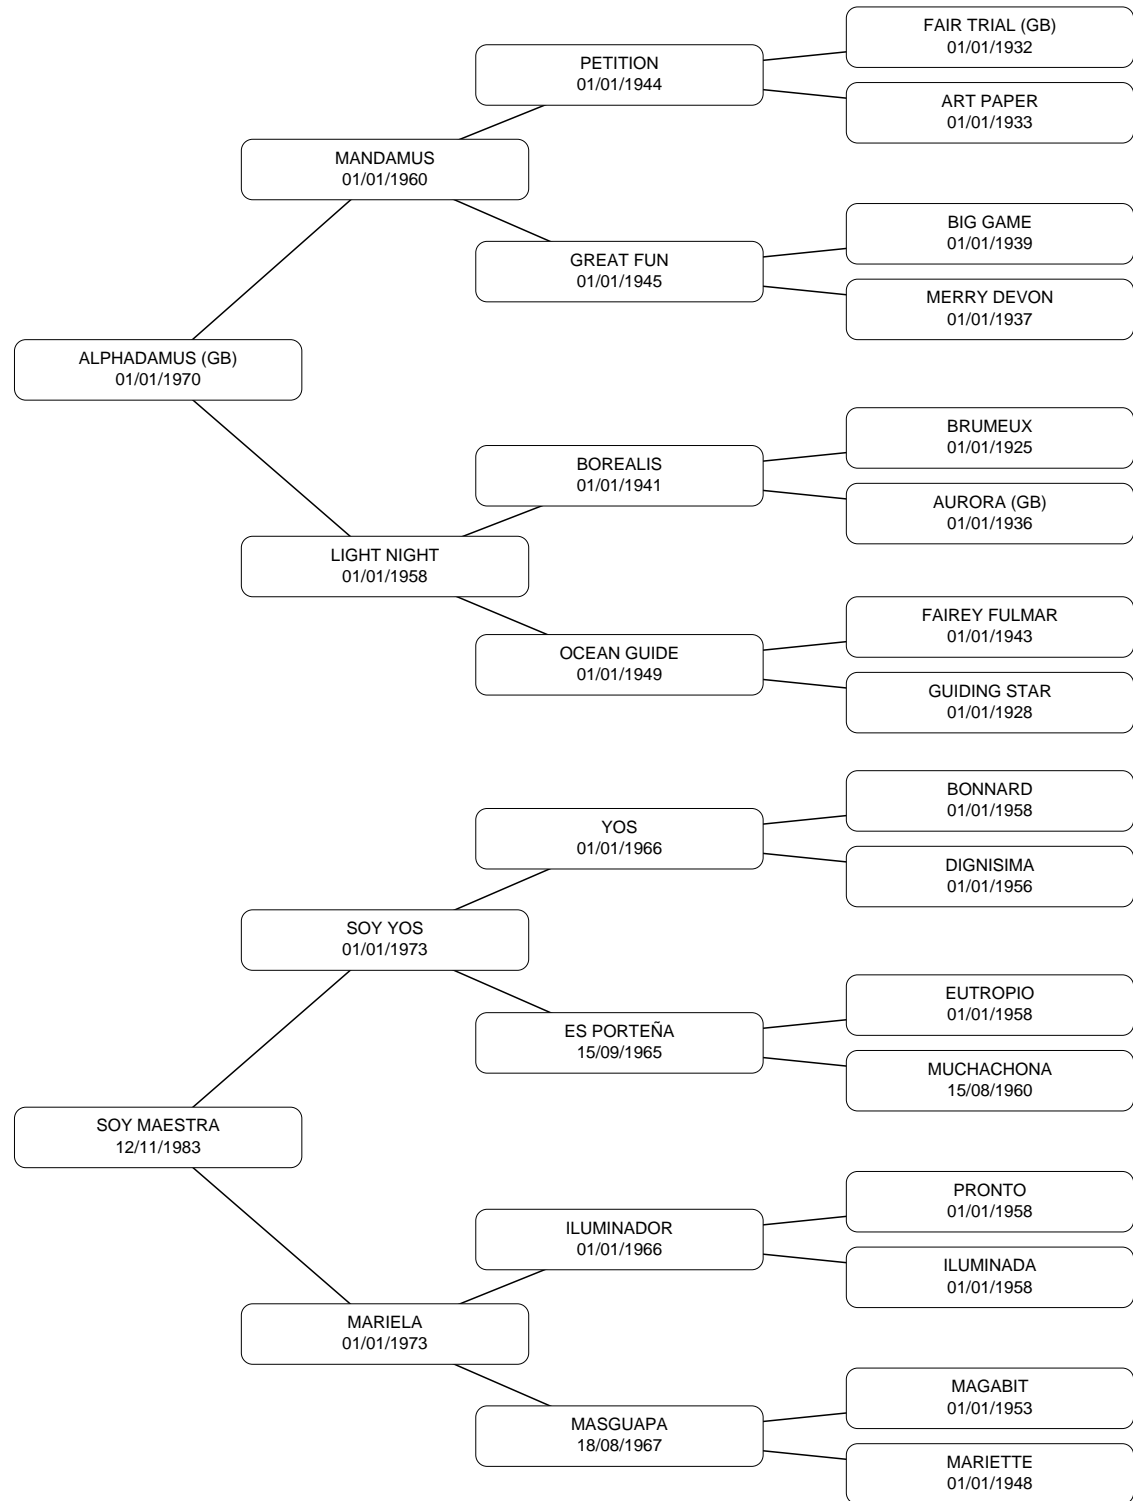 FAIR TRIAL (GB)
01/01/1932
PETITION
01/01/1944
ART PAPER
01/01/1933
MANDAMUS
01/01/1960
BIG GAME
01/01/1939
GREAT FUN
01/01/1945
MERRY DEVON
01/01/1937
ALPHADAMUS (GB)
01/01/1970
BRUMEUX
01/01/1925
BOREALIS
01/01/1941
AURORA (GB)
01/01/1936
LIGHT NIGHT
01/01/1958
FAIREY FULMAR
01/01/1943
OCEAN GUIDE
01/01/1949
GUIDING STAR
01/01/1928
BONNARD
01/01/1958
YOS
01/01/1966
DIGNISIMA
01/01/1956
SOY YOS
01/01/1973
EUTROPIO
01/01/1958
ES PORTEÑA
15/09/1965
MUCHACHONA
15/08/1960
SOY MAESTRA
12/11/1983
PRONTO
01/01/1958
ILUMINADOR
01/01/1966
ILUMINADA
01/01/1958
MARIELA
01/01/1973
MAGABIT
01/01/1953
MASGUAPA
18/08/1967
MARIETTE
01/01/1948